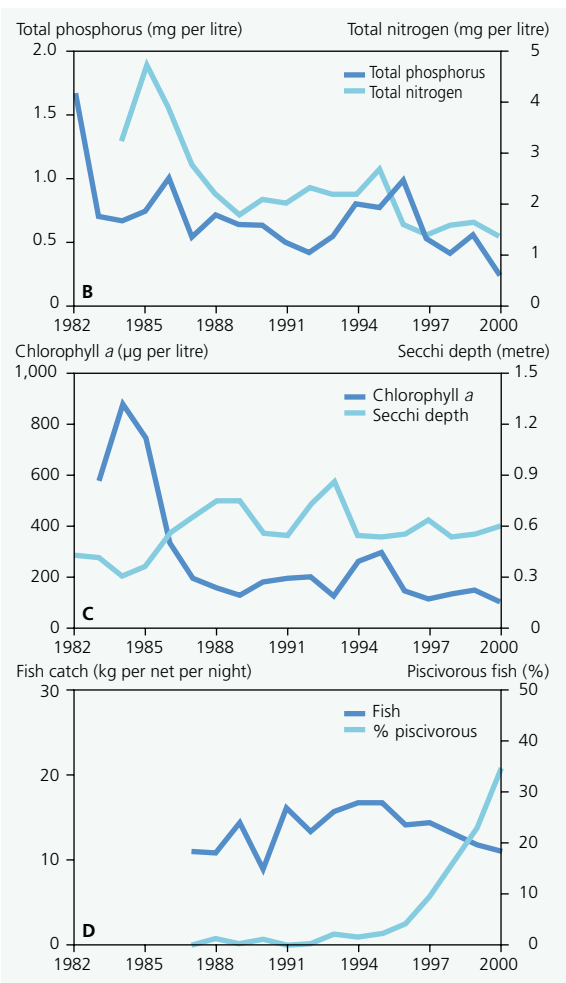 Total phosphorus (mg per litre) Total nitrogen (mg per litre)
2.0 5
Total phosphorus
Total nitrogen
1.5 4
1.0 3
2
0.5 1
0 B 0
1982 1985 1988 1991 1994 1997 2000
Chlorophyll a (µg per litre) Secchi depth (metre)
1,000 1.5
Chlorophyll a
Secchi depth
800 1.2
600 0.9
400 0.6
200 0.3
C
0 0
1982 1985 1988 1991 1994 1997 2000
Fish catch (kg per net per night) Piscivorous fish (%)
30 50
Fish
% piscivorous
40
20 30
20
10 10
D
0 0
1982 1985 1988 1991 1994 1997 2000